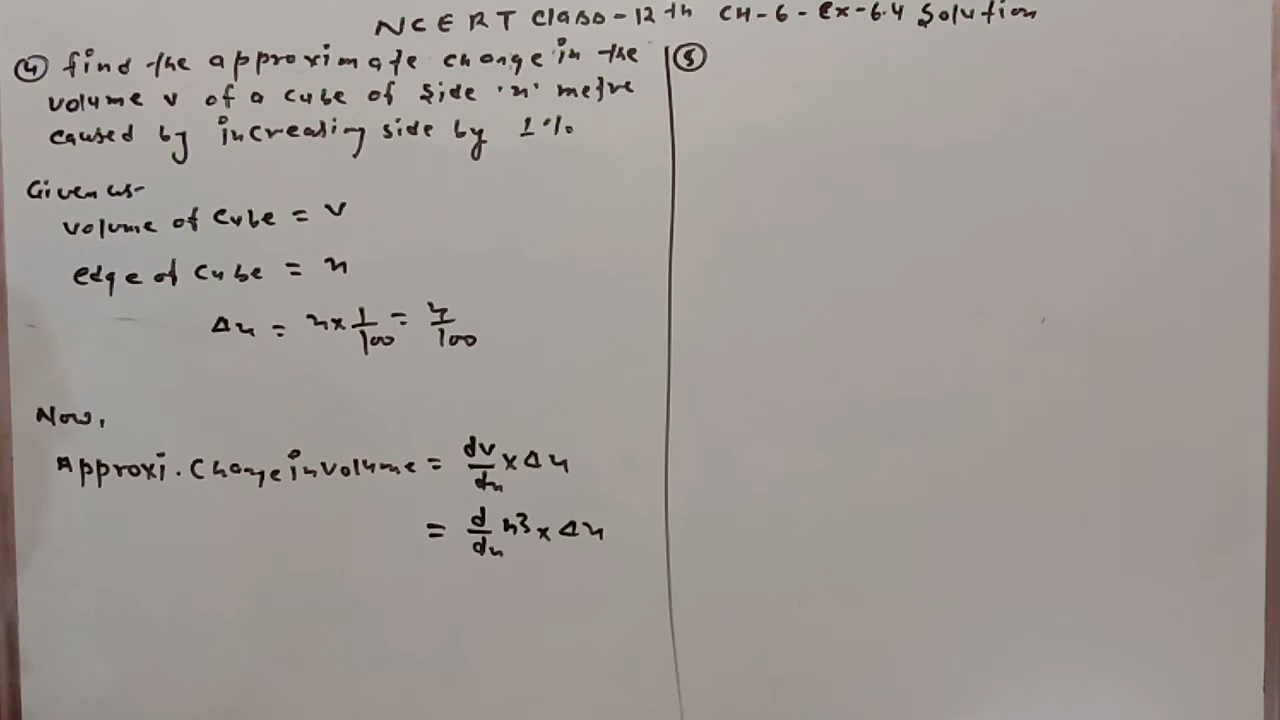 NCERT Class-12th CH-6-Ex-6.4 Solution
④ find the approximate change in the
volume v of a cube of side 'x' metre
caused by increasing side by 1%
Given as-
volume of cube = v
edge of cube = x
Δx = x × 1/100 = x/100
Now,
Approxi. Change in volume = dv/dx × Δx
= d/dx x³ × Δx
⑤